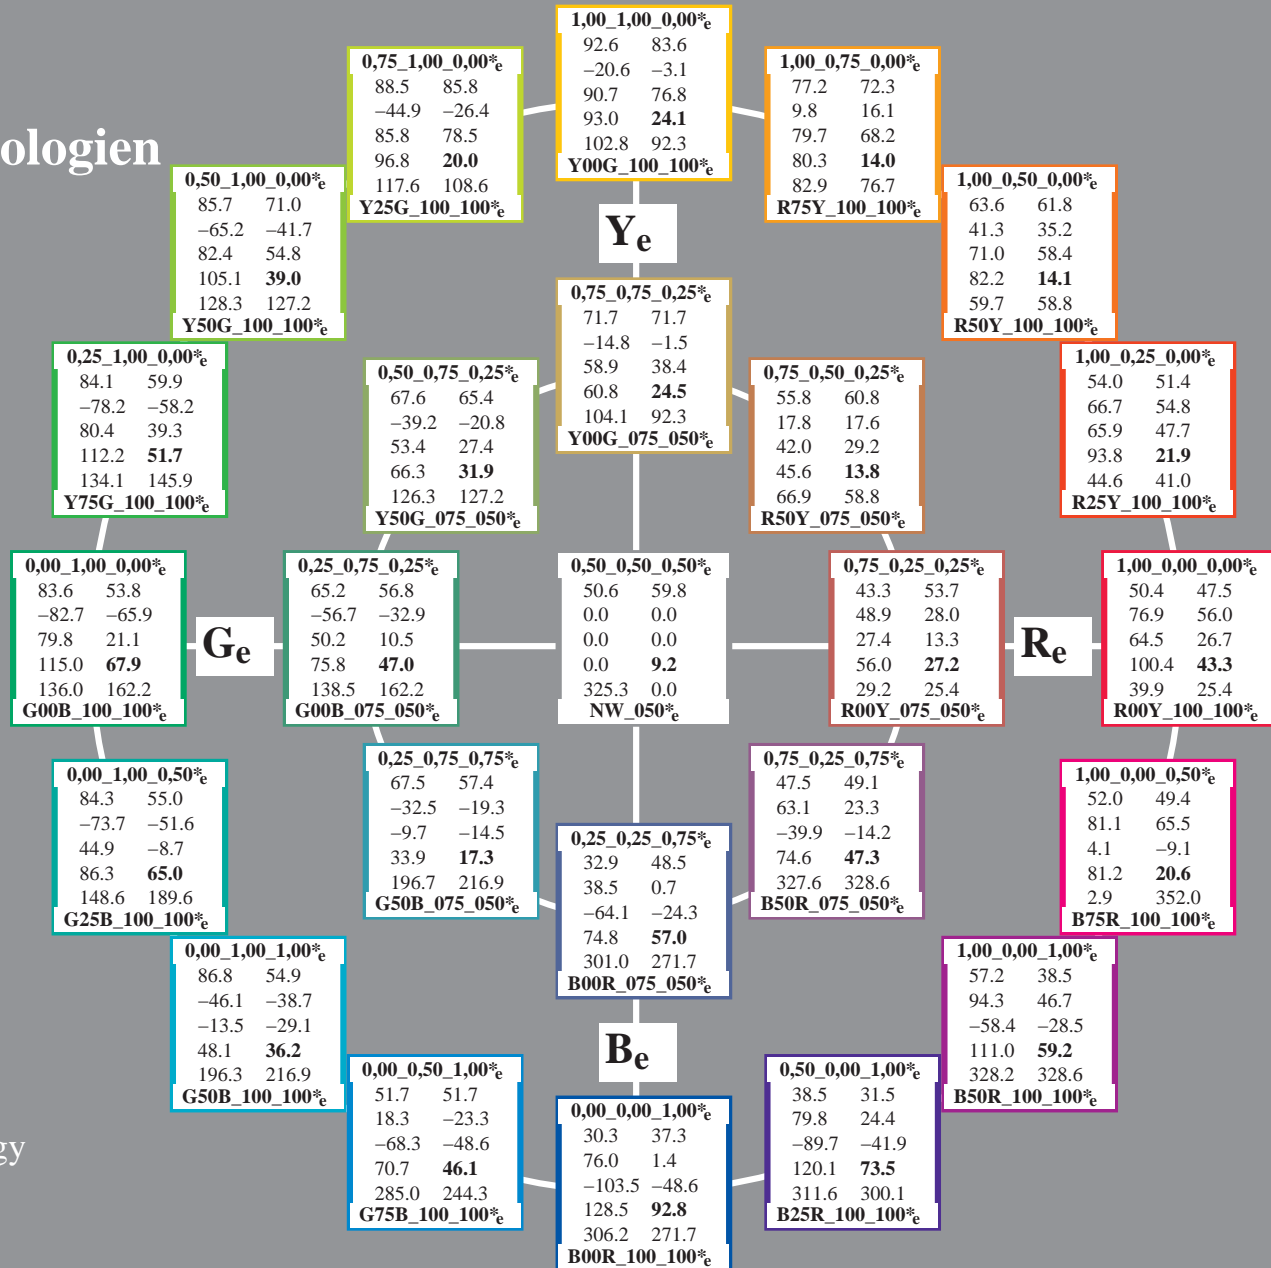 1,00_1,00_0,00*e
92.6 83.6
−20.6 −3.1
90.7 76.8
93.0 24.1
102.8 92.3
Y00G_100_100*e
0,75_1,00_0,00*e
88.5 85.8
−44.9 −26.4
85.8 78.5
96.8 20.0
117.6 108.6
Y25G_100_100*e
1,00_0,75_0,00*e
77.2 72.3
9.8 16.1
79.7 68.2
80.3 14.0
82.9 76.7
R75Y_100_100*e
ologien
0,50_1,00_0,00*e
85.7 71.0
−65.2 −41.7
82.4 54.8
105.1 39.0
128.3 127.2
Y50G_100_100*e
1,00_0,50_0,00*e
63.6 61.8
41.3 35.2
71.0 58.4
82.2 14.1
59.7 58.8
R50Y_100_100*e
Ye
0,75_0,75_0,25*e
71.7 71.7
−14.8 −1.5
58.9 38.4
60.8 24.5
104.1 92.3
Y00G_075_050*e
0,25_1,00_0,00*e
84.1 59.9
−78.2 −58.2
80.4 39.3
112.2 51.7
134.1 145.9
Y75G_100_100*e
0,50_0,75_0,25*e
67.6 65.4
−39.2 −20.8
53.4 27.4
66.3 31.9
126.3 127.2
Y50G_075_050*e
0,75_0,50_0,25*e
55.8 60.8
17.8 17.6
42.0 29.2
45.6 13.8
66.9 58.8
R50Y_075_050*e
1,00_0,25_0,00*e
54.0 51.4
66.7 54.8
65.9 47.7
93.8 21.9
44.6 41.0
R25Y_100_100*e
0,00_1,00_0,00*e
83.6 53.8
−82.7 −65.9
79.8 21.1
115.0 67.9
136.0 162.2
G00B_100_100*e
Ge
0,25_0,75_0,25*e
65.2 56.8
−56.7 −32.9
50.2 10.5
75.8 47.0
138.5 162.2
G00B_075_050*e
0,50_0,50_0,50*e
50.6 59.8
0.0 0.0
0.0 0.0
0.0 9.2
325.3 0.0
NW_050*e
0,75_0,25_0,25*e
43.3 53.7
48.9 28.0
27.4 13.3
56.0 27.2
29.2 25.4
R00Y_075_050*e
Re
1,00_0,00_0,00*e
50.4 47.5
76.9 56.0
64.5 26.7
100.4 43.3
39.9 25.4
R00Y_100_100*e
0,00_1,00_0,50*e
84.3 55.0
−73.7 −51.6
44.9 −8.7
86.3 65.0
148.6 189.6
G25B_100_100*e
0,25_0,75_0,75*e
67.5 57.4
−32.5 −19.3
−9.7 −14.5
33.9 17.3
196.7 216.9
G50B_075_050*e
0,75_0,25_0,75*e
47.5 49.1
63.1 23.3
−39.9 −14.2
74.6 47.3
327.6 328.6
B50R_075_050*e
1,00_0,00_0,50*e
52.0 49.4
81.1 65.5
4.1 −9.1
81.2 20.6
2.9 352.0
B75R_100_100*e
0,25_0,25_0,75*e
32.9 48.5
38.5 0.7
−64.1 −24.3
74.8 57.0
301.0 271.7
B00R_075_050*e
0,00_1,00_1,00*e
86.8 54.9
−46.1 −38.7
−13.5 −29.1
48.1 36.2
196.3 216.9
G50B_100_100*e
1,00_0,00_1,00*e
57.2 38.5
94.3 46.7
−58.4 −28.5
111.0 59.2
328.2 328.6
B50R_100_100*e
Be
0,00_0,50_1,00*e
51.7 51.7
18.3 −23.3
−68.3 −48.6
70.7 46.1
285.0 244.3
G75B_100_100*e
0,50_0,00_1,00*e
38.5 31.5
79.8 24.4
−89.7 −41.9
120.1 73.5
311.6 300.1
B25R_100_100*e
0,00_0,00_1,00*e
30.3 37.3
76.0 1.4
−103.5 −48.6
128.5 92.8
306.2 271.7
B00R_100_100*e
gy